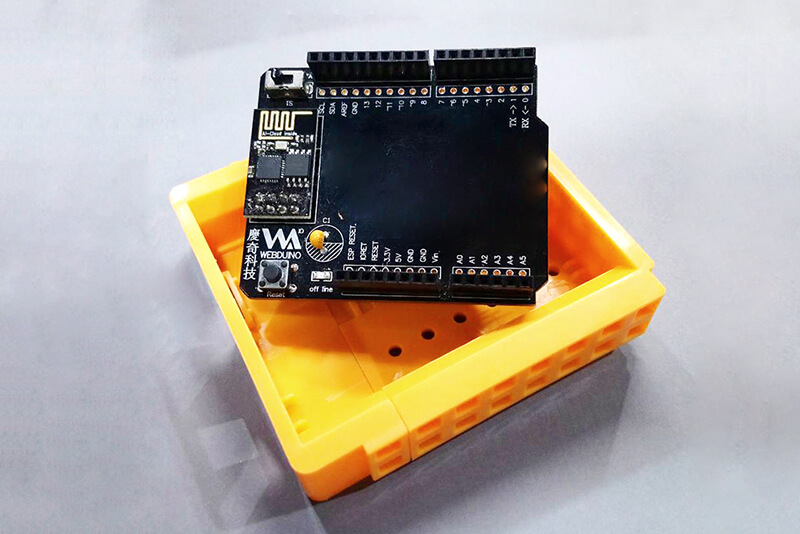 SCL
SDA
AREF
GND
13
12
~11
~10
~9
8
7
~6
~5
4
~3
2
TX -> 1
RX <- 0
S1
Ai-Cloud inside
慶奇科技
WA
WEBDUINO
C1
Reset
off line
ESP RESET
IOREF
RESET
3.3V
5V
GND
GND
Vin
A0
A1
A2
A3
A4
A5